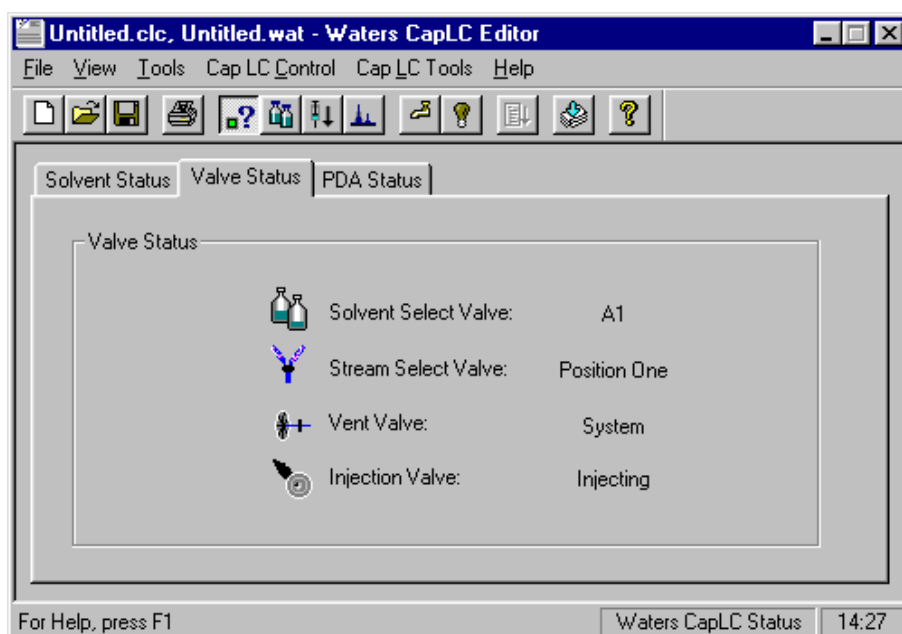 Untitled.clc, Untitled.wat - Waters CapLC Editor
File View Tools Cap LC Control Cap LC Tools Help
Solvent Status Valve Status PDA Status
Valve Status
Solvent Select Valve: A1
Stream Select Valve: Position One
Vent Valve: System
Injection Valve: Injecting
For Help, press F1 Waters CapLC Status 14:27